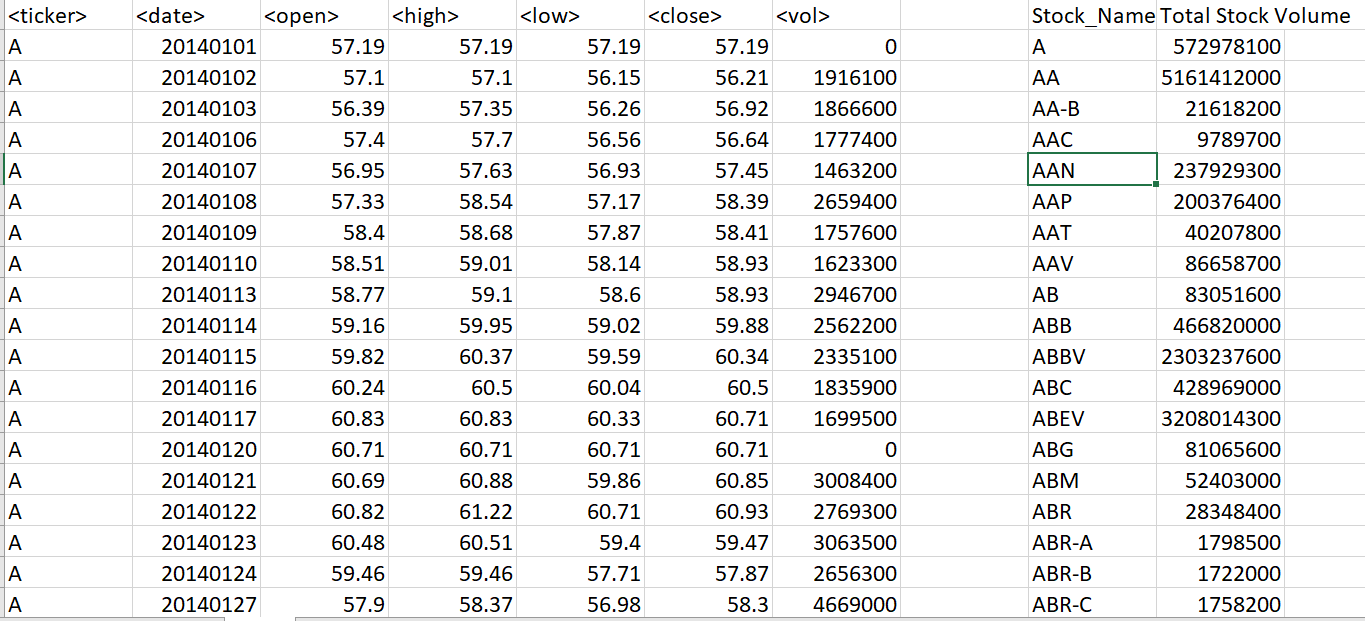 <ticker> <date> <open> <high> <low> <close> <vol> Stock_Name Total Stock Volume
A 20140101 57.19 57.19 57.19 57.19 0 A 572978100
A 20140102 57.1 57.1 56.15 56.21 1916100 AA 5161412000
A 20140103 56.39 57.35 56.26 56.92 1866600 AA-B 21618200
A 20140106 57.4 57.7 56.56 56.64 1777400 AAC 9789700
A 20140107 56.95 57.63 56.93 57.45 1463200 AAN 237929300
A 20140108 57.33 58.54 57.17 58.39 2659400 AAP 200376400
A 20140109 58.4 58.68 57.87 58.41 1757600 AAT 40207800
A 20140110 58.51 59.01 58.14 58.93 1623300 AAV 86658700
A 20140113 58.77 59.1 58.6 58.93 2946700 AB 83051600
A 20140114 59.16 59.95 59.02 59.88 2562200 ABB 466820000
A 20140115 59.82 60.37 59.59 60.34 2335100 ABBV 2303237600
A 20140116 60.24 60.5 60.04 60.5 1835900 ABC 428969000
A 20140117 60.83 60.83 60.33 60.71 1699500 ABEV 3208014300
A 20140120 60.71 60.71 60.71 60.71 0 ABG 81065600
A 20140121 60.69 60.88 59.86 60.85 3008400 ABM 52403000
A 20140122 60.82 61.22 60.71 60.93 2769300 ABR 28348400
A 20140123 60.48 60.51 59.4 59.47 3063500 ABR-A 1798500
A 20140124 59.46 59.46 57.71 57.87 2656300 ABR-B 1722000
A 20140127 57.9 58.37 56.98 58.3 4669000 ABR-C 1758200